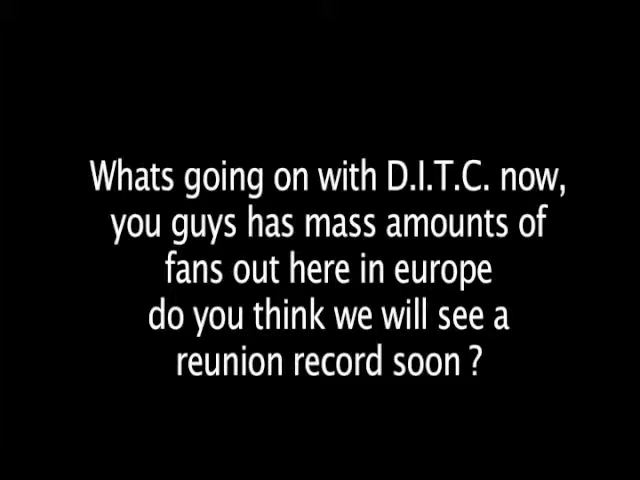 Whats going on with D.I.T.C. now,
you guys has mass amounts of
fans out here in europe
do you think we will see a
reunion record soon ?